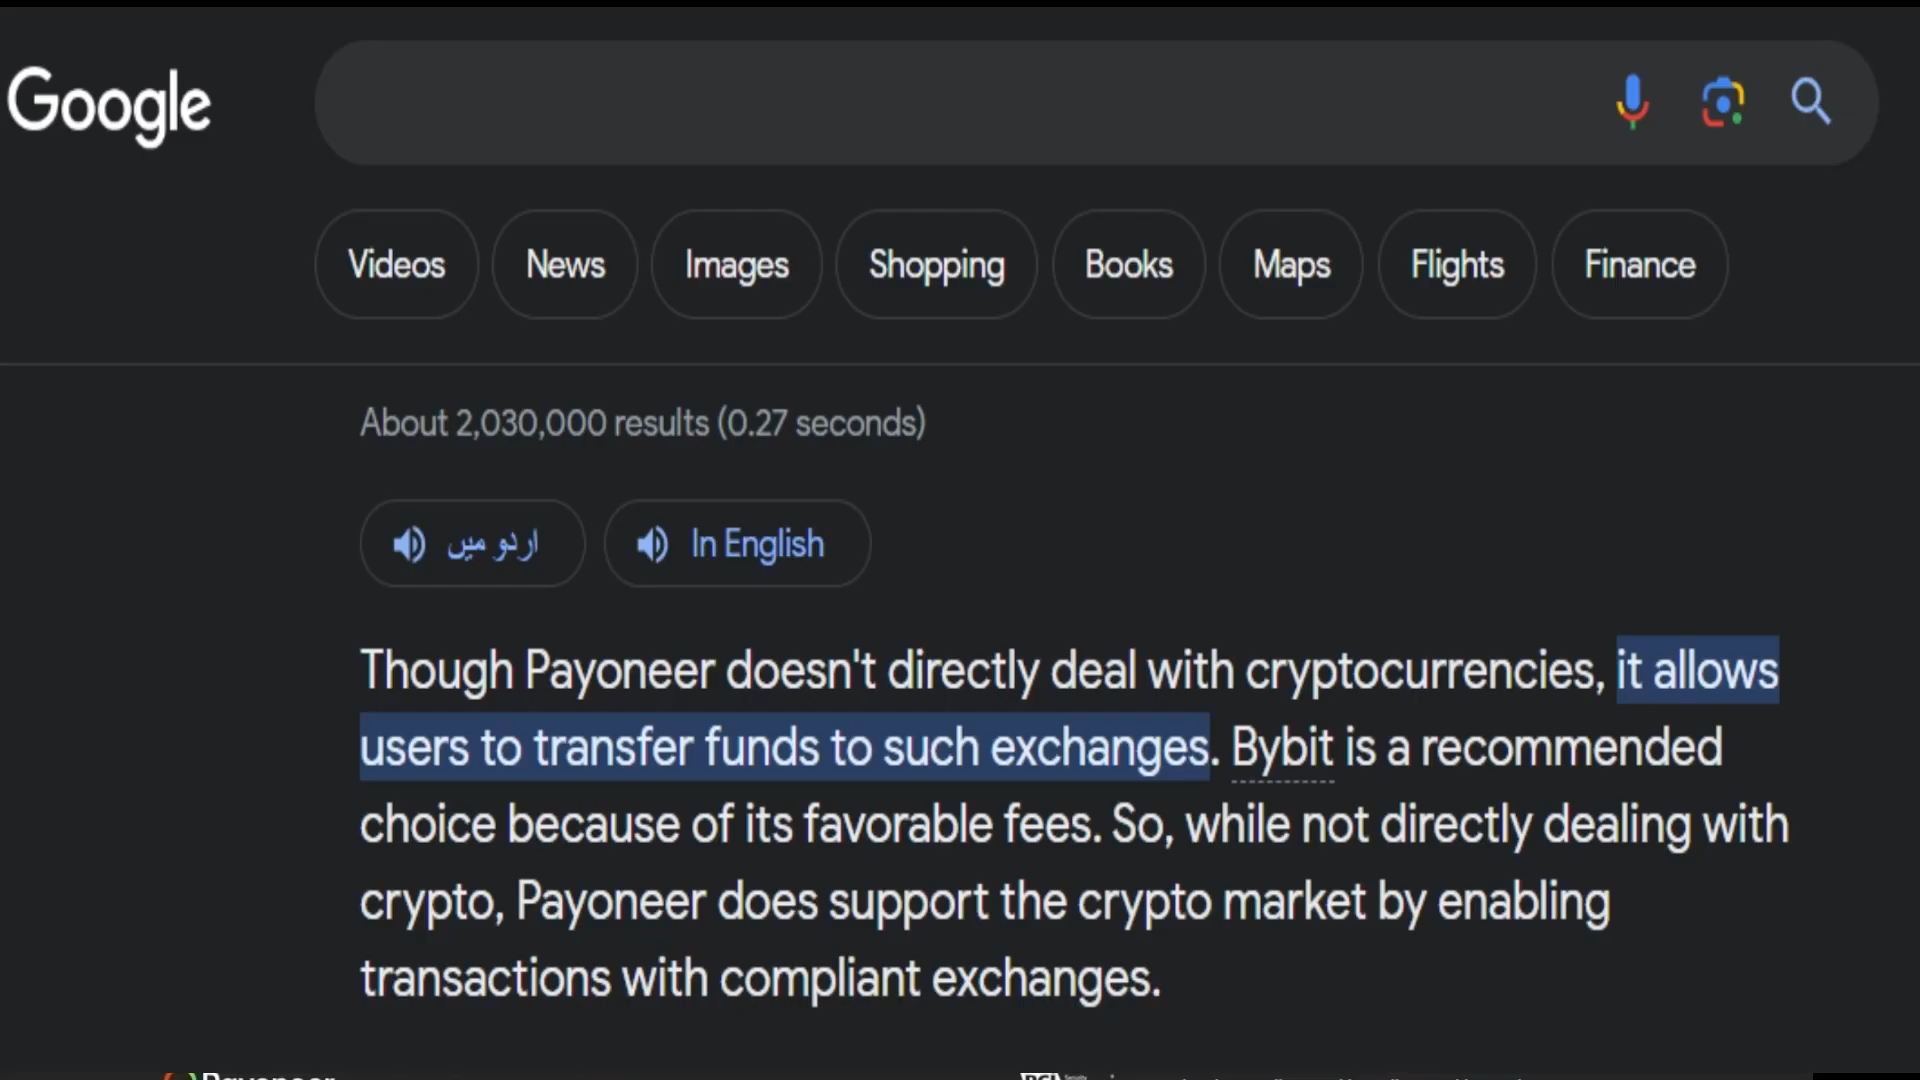 Google
Videos News Images Shopping Books Maps Flights Finance
About 2,030,000 results (0.27 seconds)
اردو میں In English
Though Payoneer doesn't directly deal with cryptocurrencies, it allows
users to transfer funds to such exchanges. Bybit is a recommended
choice because of its favorable fees. So, while not directly dealing with
crypto, Payoneer does support the crypto market by enabling
transactions with compliant exchanges.
Payoneer